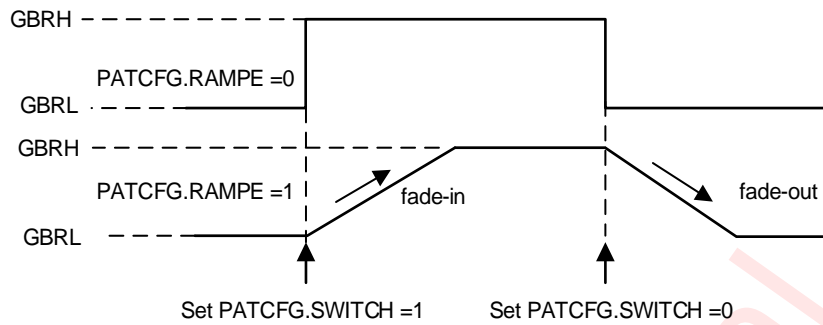 GBRH
PATCFG.RAMPE =0
GBRL
GBRH
PATCFG.RAMPE =1
fade-in
fade-out
GBRL
Set PATCFG.SWITCH =1
Set PATCFG.SWITCH =0